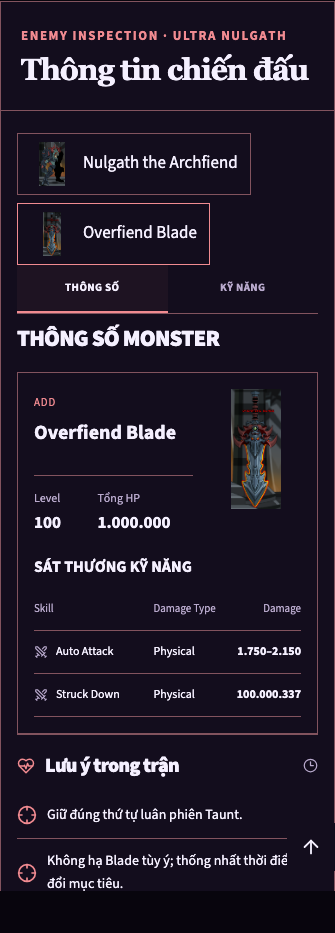 ENEMY INSPECTION · ULTRA NULGATH
Thông tin chiến đấu
Nulgath the Archfiend
Overfiend Blade
THÔNG SỐ
KỸ NĂNG
THÔNG SỐ MONSTER
ADD
Overfiend Blade
Level Tổng HP
100 1.000.000
SÁT THƯƠNG KỸ NĂNG
Skill Damage Type Damage
Auto Attack Physical 1.750–2.150
Struck Down Physical 100.000.337
Lưu ý trong trận
Giữ đúng thứ tự luân phiên Taunt.
Không hạ Blade tùy ý; thống nhất thời
đổi mục tiêu.